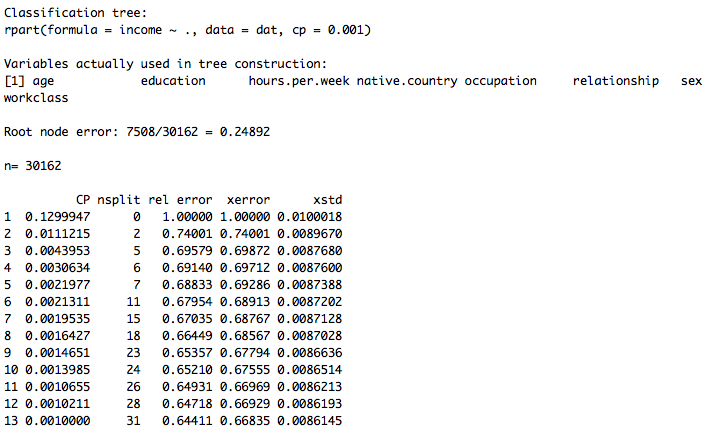 Classification tree:
rpart(formula = income ~ ., data = dat, cp = 0.001)
Variables actually used in tree construction:
[1] age            education      hours.per.week native.country occupation     relationship   sex
workclass
Root node error: 7508/30162 = 0.24892
n= 30162
          CP nsplit rel error  xerror      xstd
1  0.1299947      0   1.00000 1.00000 0.0100018
2  0.0111215      2   0.74001 0.74001 0.0089670
3  0.0043953      5   0.69579 0.69872 0.0087680
4  0.0030634      6   0.69140 0.69712 0.0087600
5  0.0021977      7   0.68833 0.69286 0.0087388
6  0.0021311     11   0.67954 0.68913 0.0087202
7  0.0019535     15   0.67035 0.68767 0.0087128
8  0.0016427     18   0.66449 0.68567 0.0087028
9  0.0014651     23   0.65357 0.67794 0.0086636
10 0.0013985     24   0.65210 0.67555 0.0086514
11 0.0010655     26   0.64931 0.66969 0.0086213
12 0.0010211     28   0.64718 0.66929 0.0086193
13 0.0010000     31   0.64411 0.66835 0.0086145